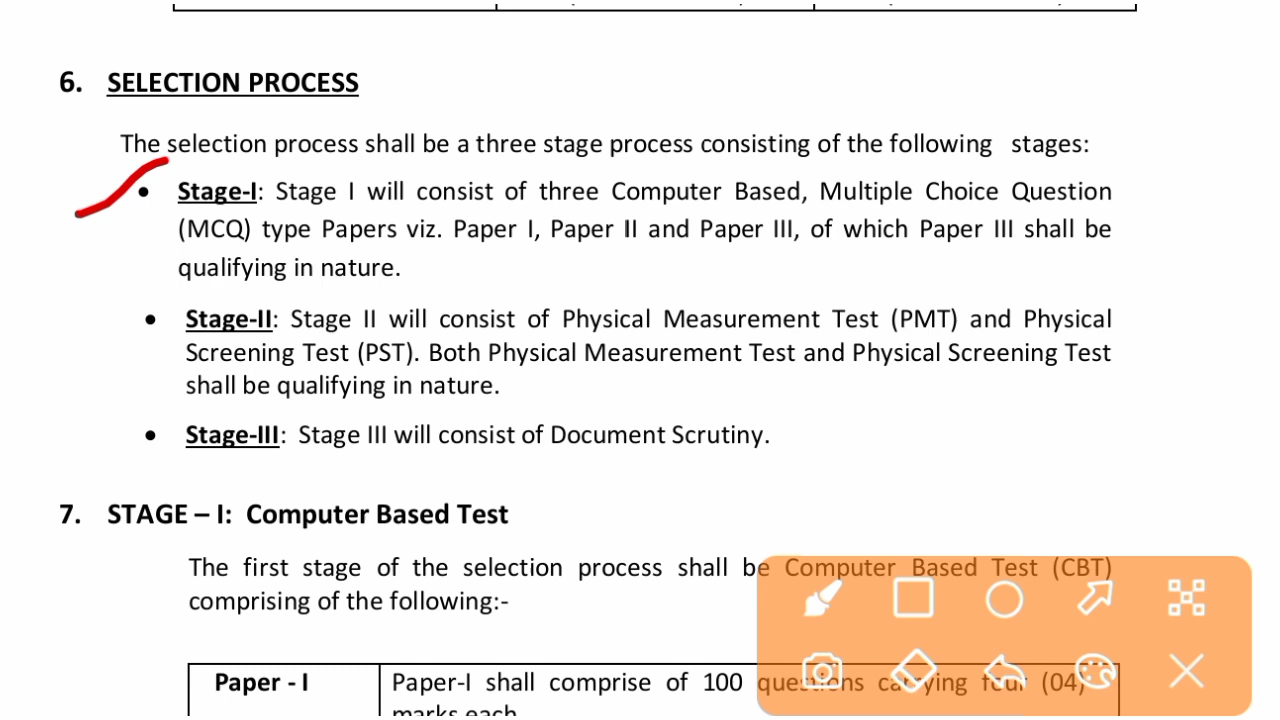 6. SELECTION PROCESS
The selection process shall be a three stage process consisting of the following stages:
• Stage-I: Stage I will consist of three Computer Based, Multiple Choice Question
(MCQ) type Papers viz. Paper I, Paper II and Paper III, of which Paper III shall be
qualifying in nature.
• Stage-II: Stage II will consist of Physical Measurement Test (PMT) and Physical
Screening Test (PST). Both Physical Measurement Test and Physical Screening Test
shall be qualifying in nature.
• Stage-III: Stage III will consist of Document Scrutiny.
7. STAGE – I: Computer Based Test
The first stage of the selection process shall be Computer Based Test (CBT)
comprising of the following:-
Paper - I
Paper-I shall comprise of 100 questions carrying four (04)
marks each